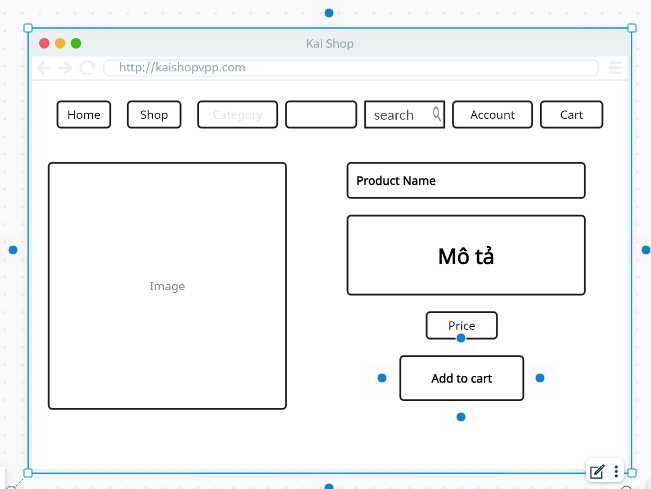 Kai Shop
http://kaishopvpp.com
Home
Shop
Category
search
Account
Cart
Product Name
Mô tả
Image
Price
Add to cart